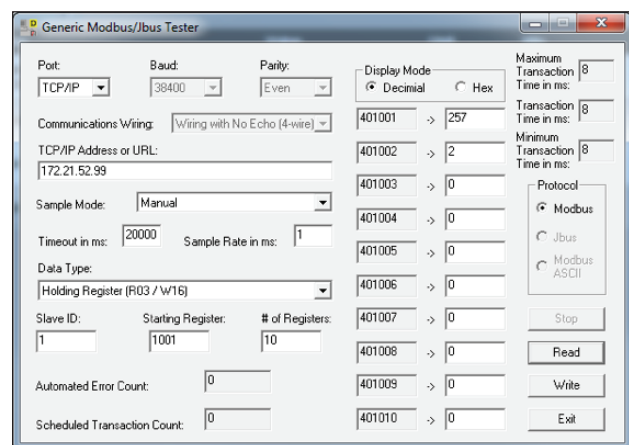 Generic Modbus/Jbus Tester
Port:
Baud:
Parity:
TCP/IP
38400
Even
Communications Wiring:
Wiring with No Echo (4-wire)
TCP/IP Address or URL:
172.21.52.99
Sample Mode:
Manual
Timeout in ms:
20000
Sample Rate in ms:
1
Data Type:
Holding Register (R03 / W16)
Slave ID:
Starting Register:
# of Registers:
1
1001
10
Automated Error Count:
0
Scheduled Transaction Count:
0
Display Mode
Decimial
Hex
401001 -> 257
401002 -> 2
401003 -> 0
401004 -> 0
401005 -> 0
401006 -> 0
401007 -> 0
401008 -> 0
401009 -> 0
401010 -> 0
Maximum
Transaction
Time in ms:
8
Transaction
Time in ms:
8
Minimum
Transaction
Time in ms:
8
Protocol
Modbus
Jbus
Modbus
ASCII
Stop
Read
Write
Exit